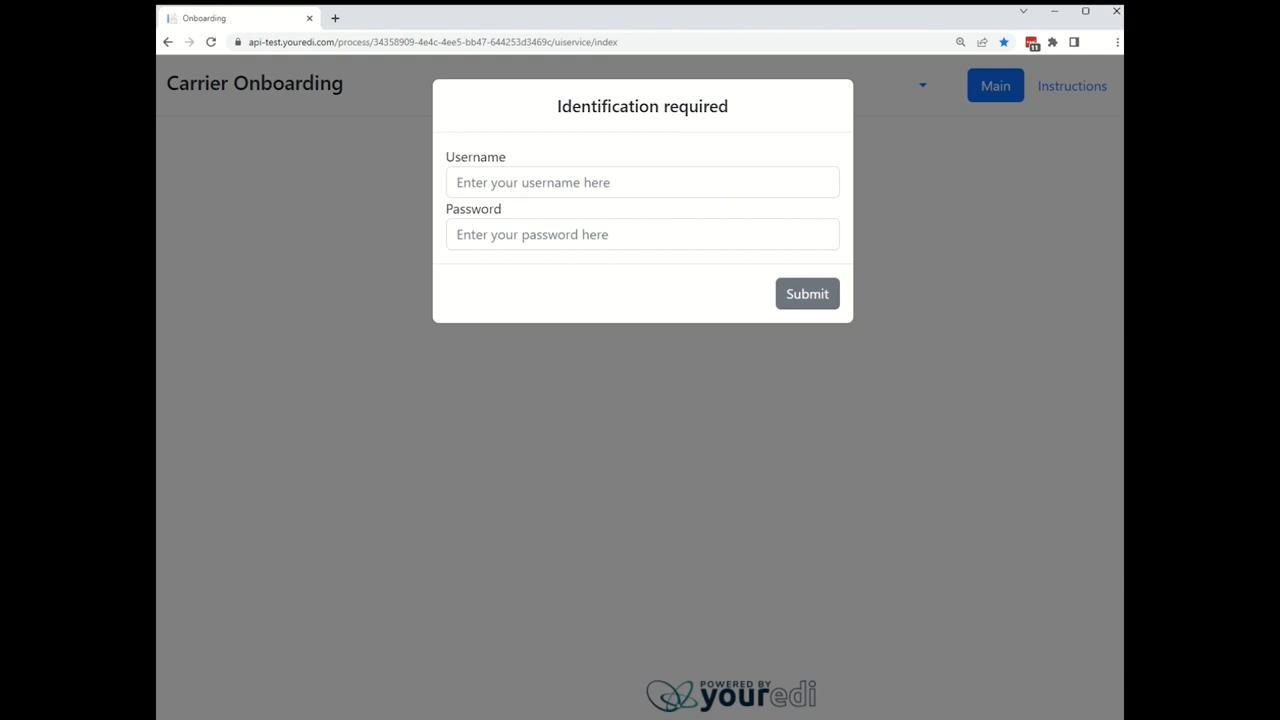 Onboarding
api-test.youredi.com/process/34358909-4e4c-4ee5-bb47-644253d3469c/uiservice/index
11
Carrier Onboarding
Main
Instructions
Identification required
Username
Enter your username here
Password
Enter your password here
Submit
POWERED BY
youredi